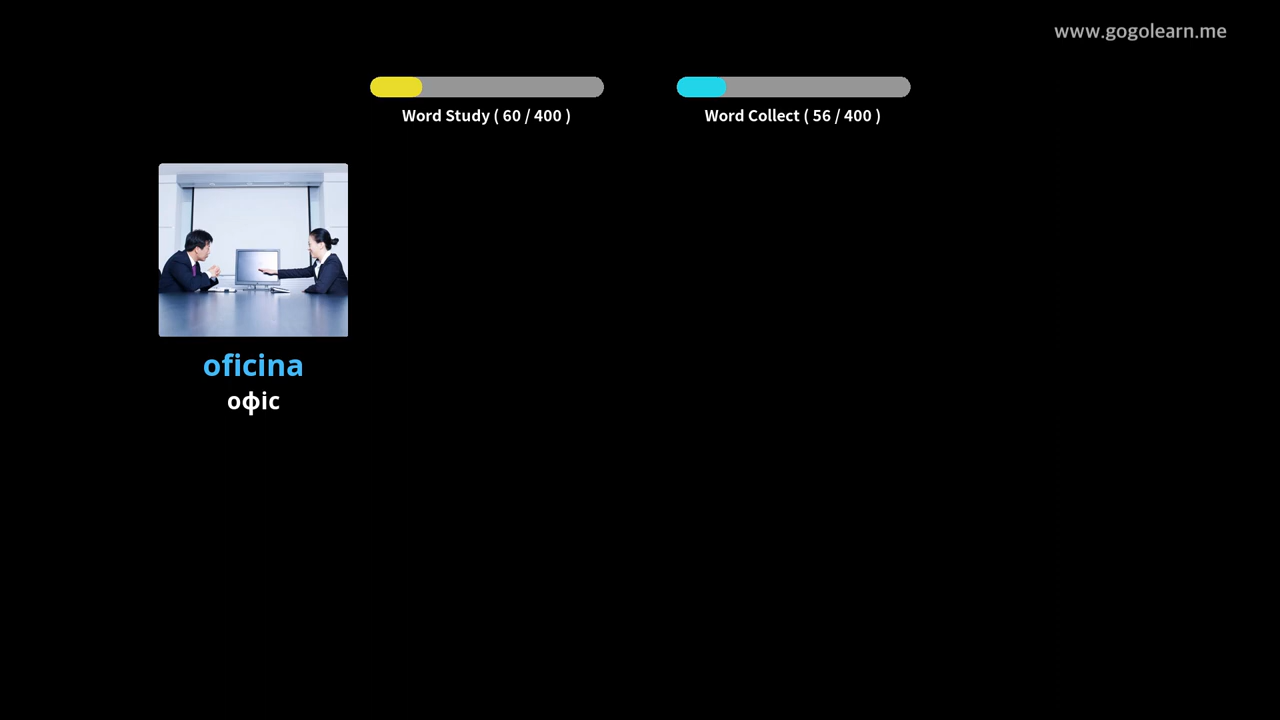 www.gogolearn.me
Word Study ( 60 / 400 )
Word Collect ( 56 / 400 )
oficina
офіс